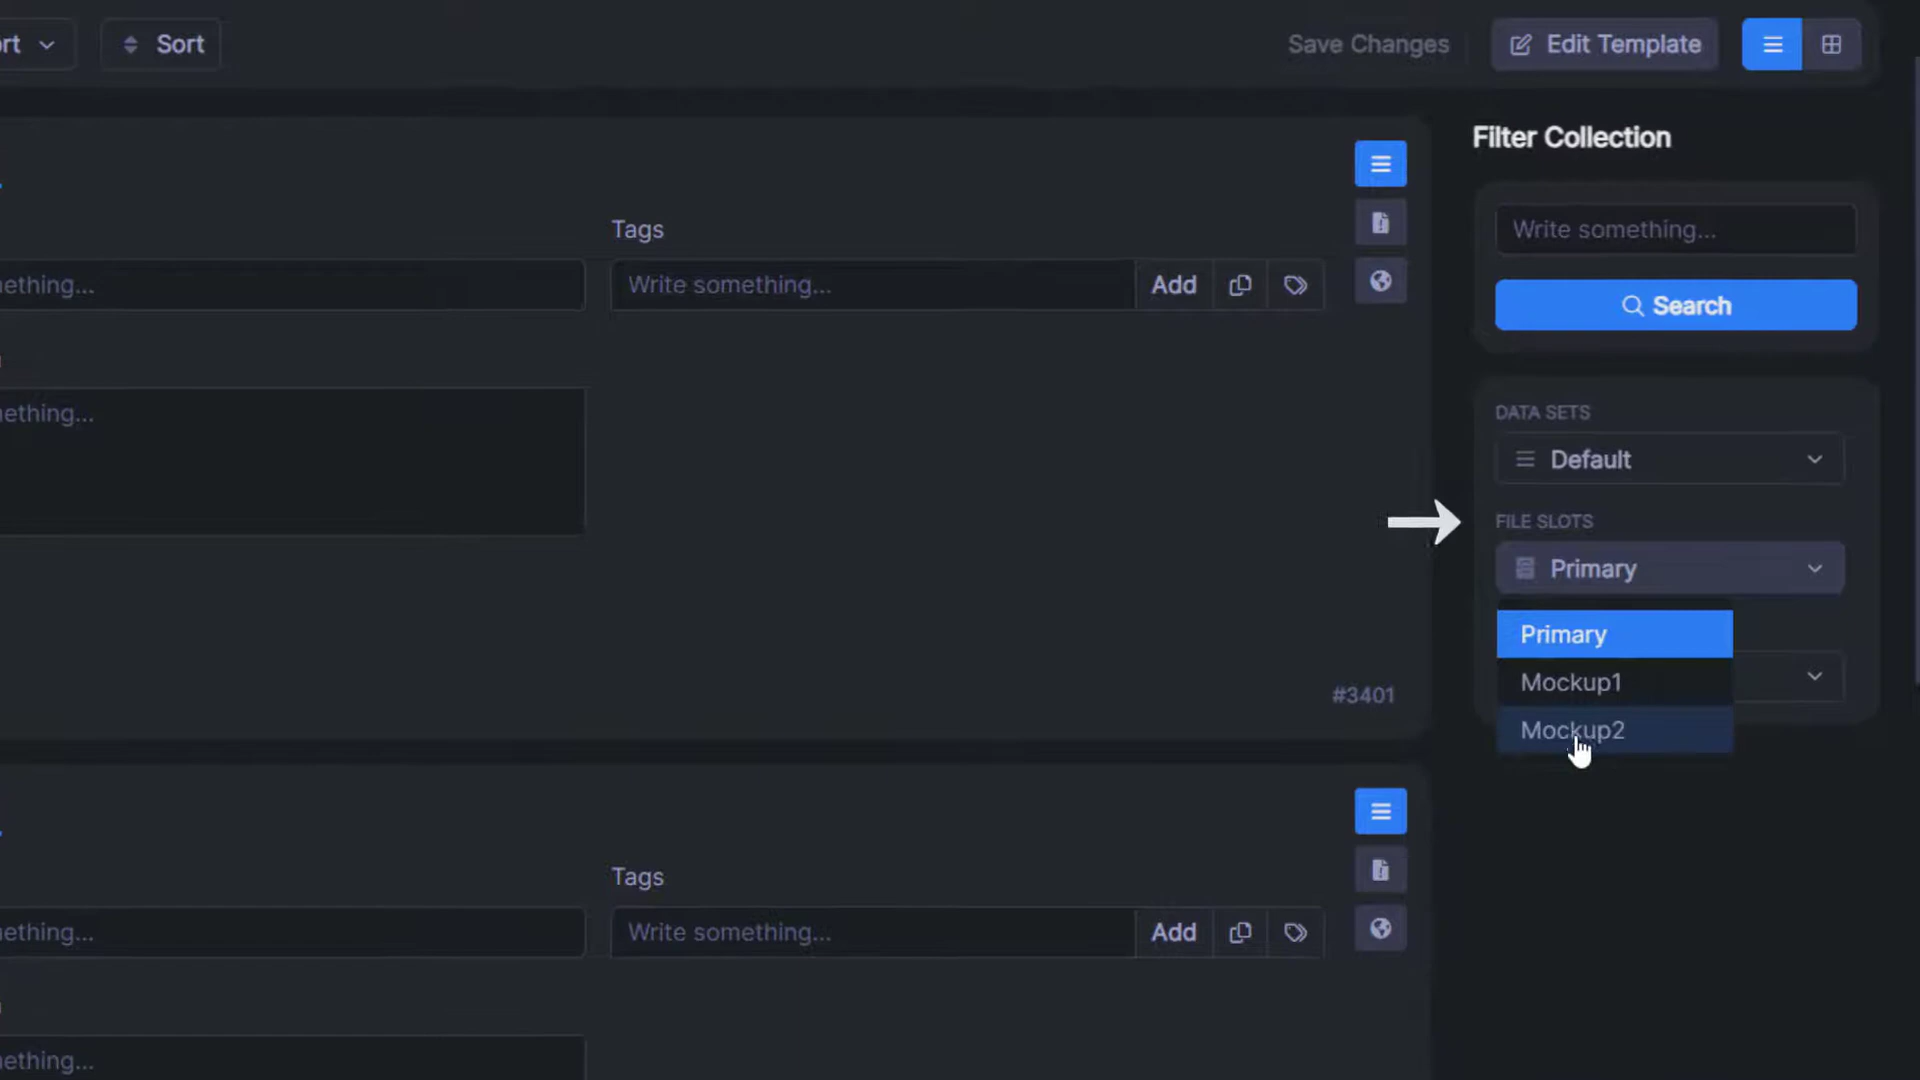 rt
Sort
Save Changes
Edit Template
Filter Collection
Write something...
Search
Tags
ething...
Write something...
Add
ething...
DATA SETS
Default
FILE SLOTS
Primary
Primary
Mockup1
Mockup2
#3401
Tags
ething...
Write something...
Add
ething...